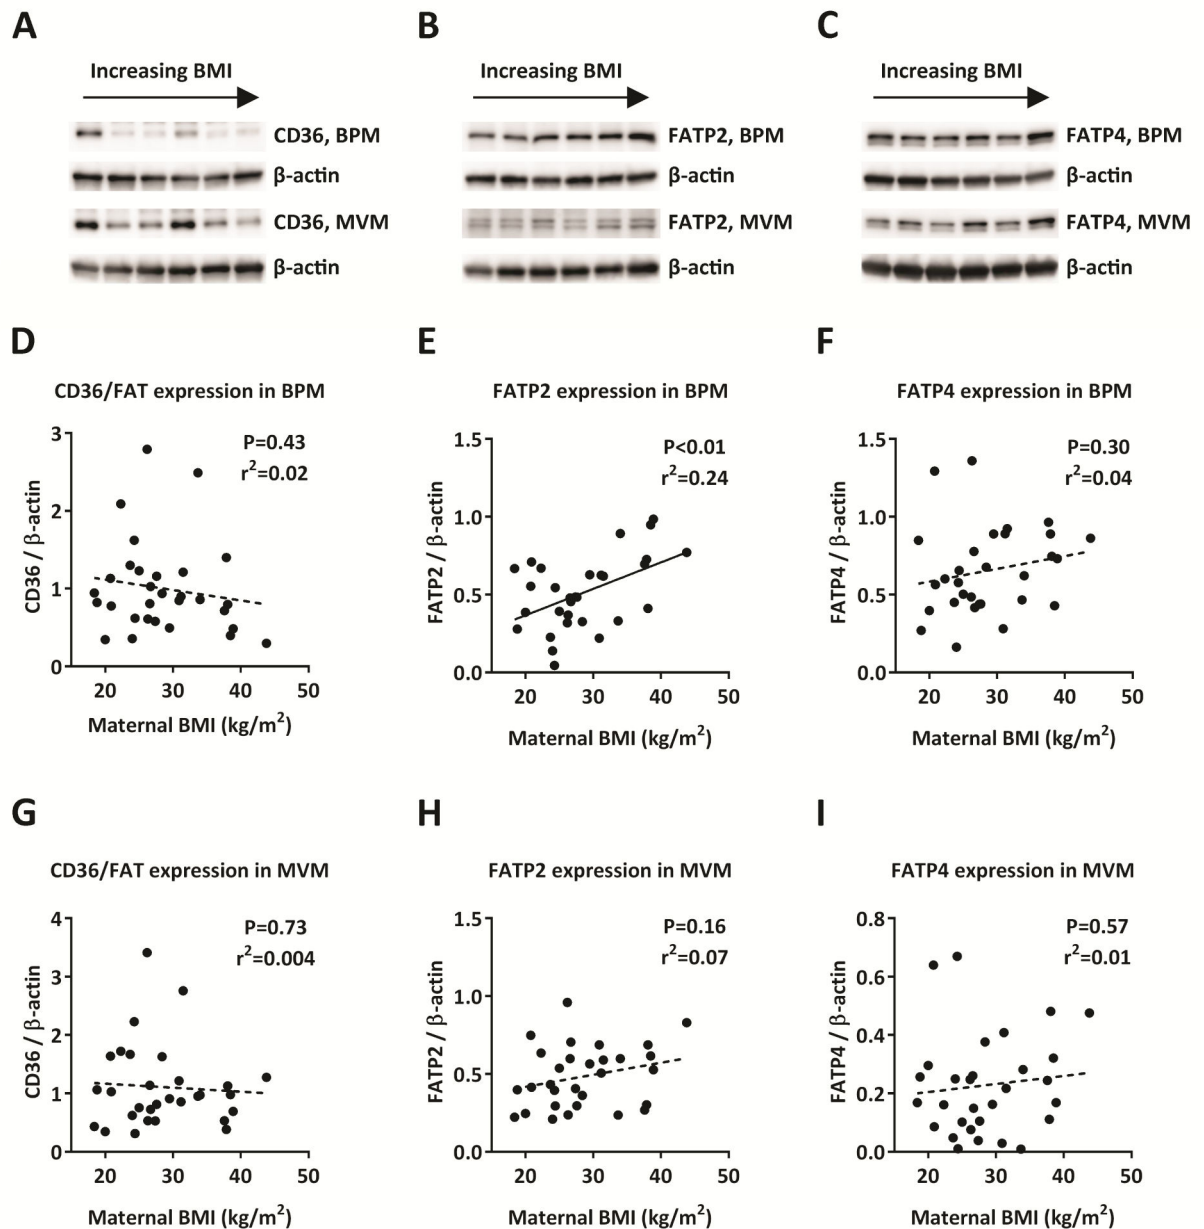 A
B
C
Increasing BMI
Increasing BMI
Increasing BMI
CD36, BPM
FATP2, BPM
FATP4, BPM
β-actin
β-actin
β-actin
CD36, MVM
FATP2, MVM
FATP4, MVM
β-actin
β-actin
β-actin
D
E
F
CD36/FAT expression in BPM
FATP2 expression in BPM
FATP4 expression in BPM
3
2
1
0
CD36 / β-actin
P=0.43
r²=0.02
20 30 40 50
Maternal BMI (kg/m²)
1.5
1.0
0.5
0.0
FATP2 / β-actin
P<0.01
r²=0.24
20 30 40 50
Maternal BMI (kg/m²)
1.5
1.0
0.5
0.0
FATP4 / β-actin
P=0.30
r²=0.04
20 30 40 50
Maternal BMI (kg/m²)
G
H
I
CD36/FAT expression in MVM
FATP2 expression in MVM
FATP4 expression in MVM
4
3
2
1
0
CD36 / β-actin
P=0.73
r²=0.004
20 30 40 50
Maternal BMI (kg/m²)
1.5
1.0
0.5
0.0
FATP2 / β-actin
P=0.16
r²=0.07
20 30 40 50
Maternal BMI (kg/m²)
0.8
0.6
0.4
0.2
0.0
FATP4 / β-actin
P=0.57
r²=0.01
20 30 40 50
Maternal BMI (kg/m²)